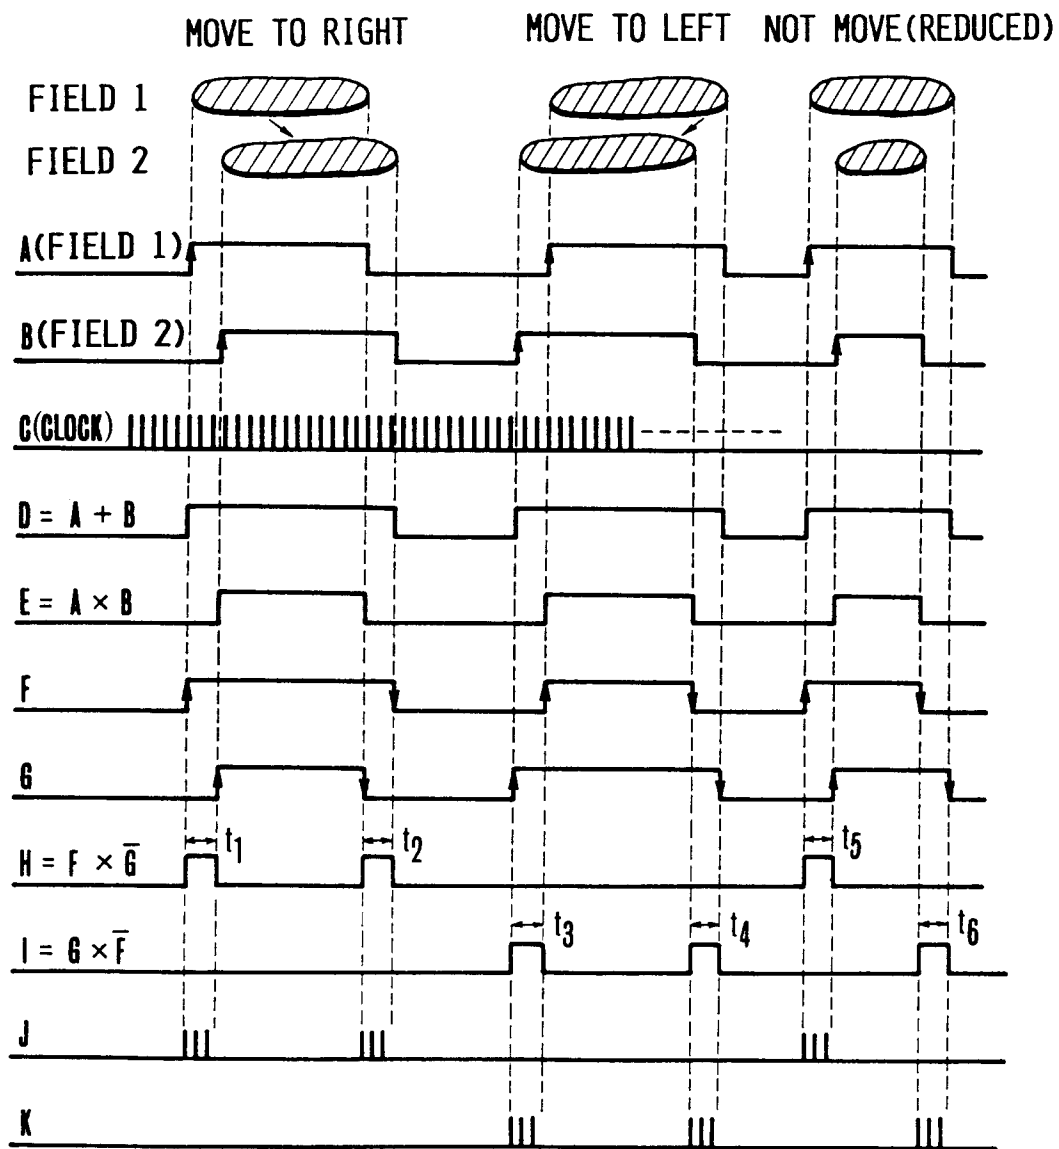 MOVE TO RIGHT MOVE TO LEFT NOT MOVE(REDUCED)
FIELD 1
FIELD 2
A(FIELD 1)
B(FIELD 2)
C(CLOCK)
D = A + B
E = A × B
F
G
t₁ t₂ t₅
H = F × G̅
t₃ t₄ t₆
I = G × F̅
J
K